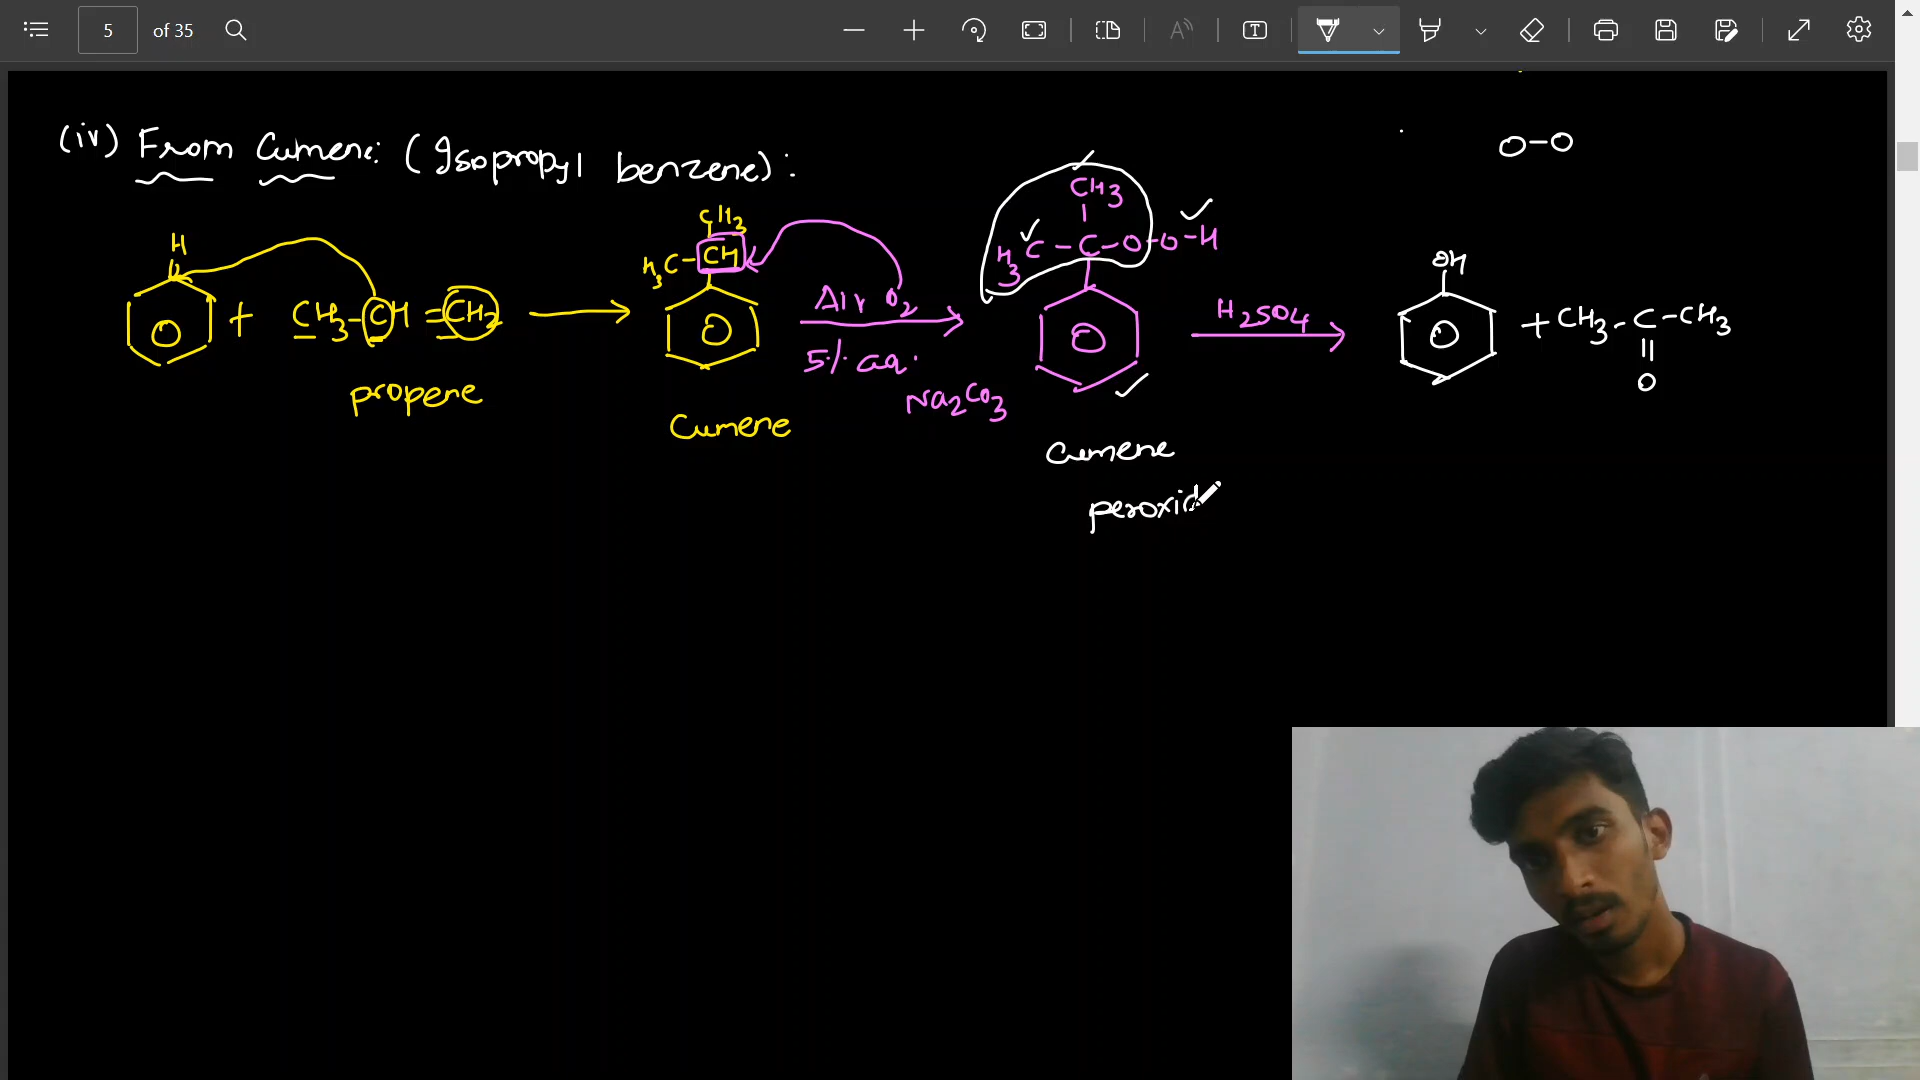 5 of 35
(iv) From Cumene: (Isopropyl benzene):
O-O
H
CH3-CH=CH2
+
propene
CH3
H3C-CH
Cumene
Air O2
5% aq.
Na2CO3
CH3
H3C-C-O-O-H
Cumene
peroxid
H2SO4
OH
+ CH3-C-CH3
O